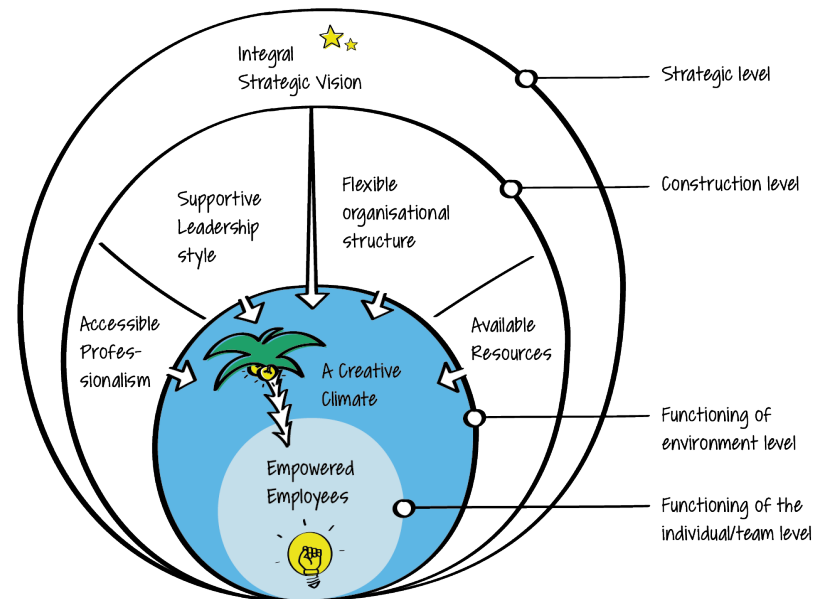 Integral
Strategic Vision
Strategic level
Construction level
Supportive
Leadership
style
Flexible
organisational
structure
Accessible
Profes-
sionalism
Available
Resources
A Creative
Climate
Functioning of
environment level
Empowered
Employees
Functioning of the
individual/team level